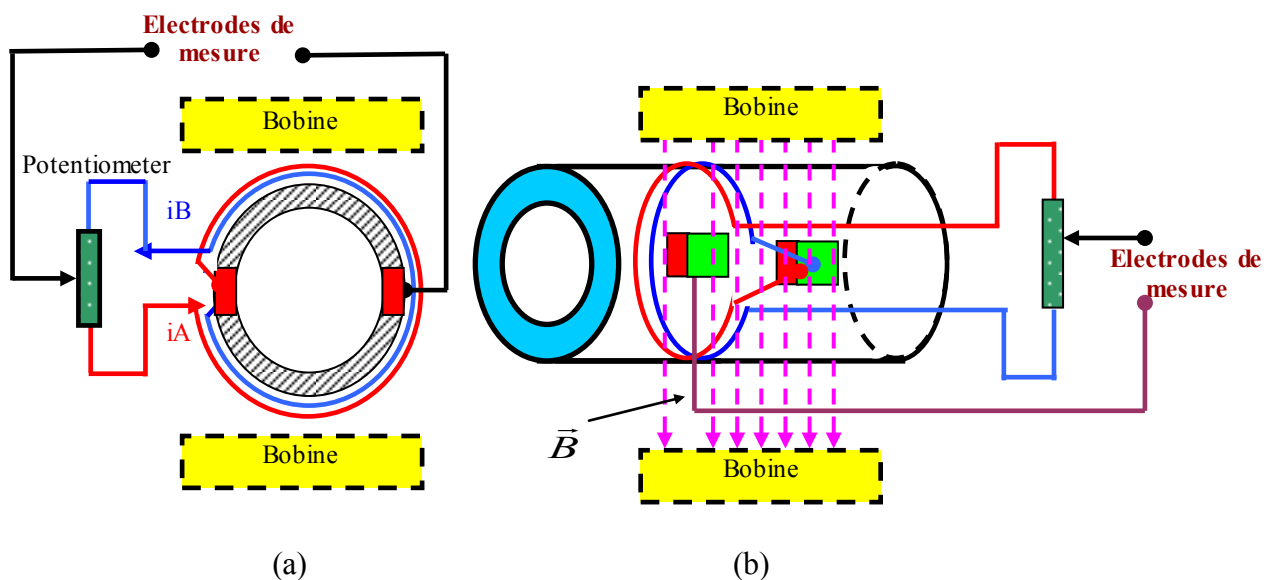 Electrodes de
mesure
Bobine
Potentiometer
iB
iA
Bobine
(a)
Bobine
Electrodes de
mesure
B
Bobine
(b)